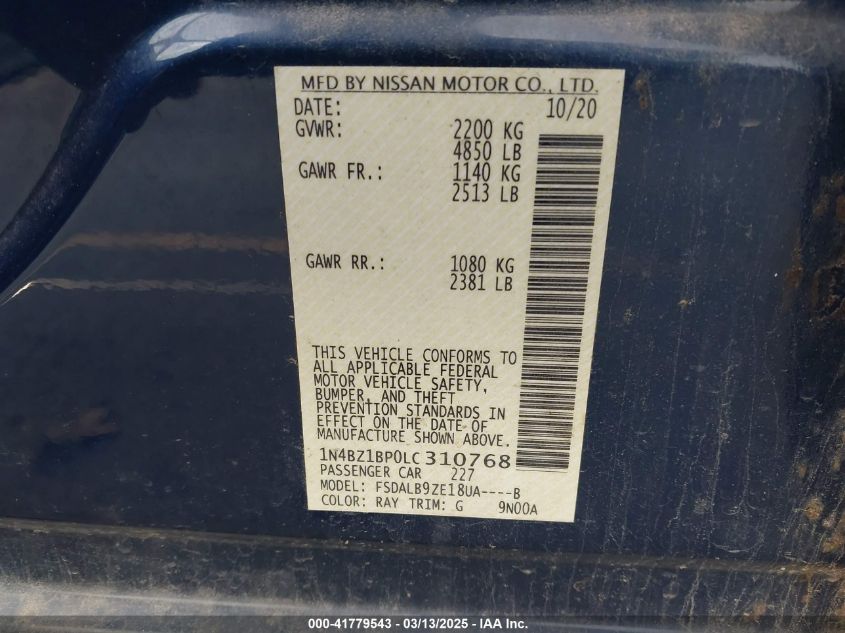 MFD BY NISSAN MOTOR CO., LTD.
DATE: 10/20
GVWR: 2200 KG
4850 LB
GAWR FR.: 1140 KG
2513 LB
GAWR RR.: 1080 KG
2381 LB
THIS VEHICLE CONFORMS TO
ALL APPLICABLE FEDERAL
MOTOR VEHICLE SAFETY,
BUMPER, AND THEFT
PREVENTION STANDARDS IN
EFFECT ON THE DATE OF
MANUFACTURE SHOWN ABOVE.
1N4BZ1BP0LC310768
PASSENGER CAR 227
MODEL: FSDALB9ZE18UA----B
COLOR: RAY TRIM: G 9N00A
000-41779543 - 03/13/2025 - IAA Inc.